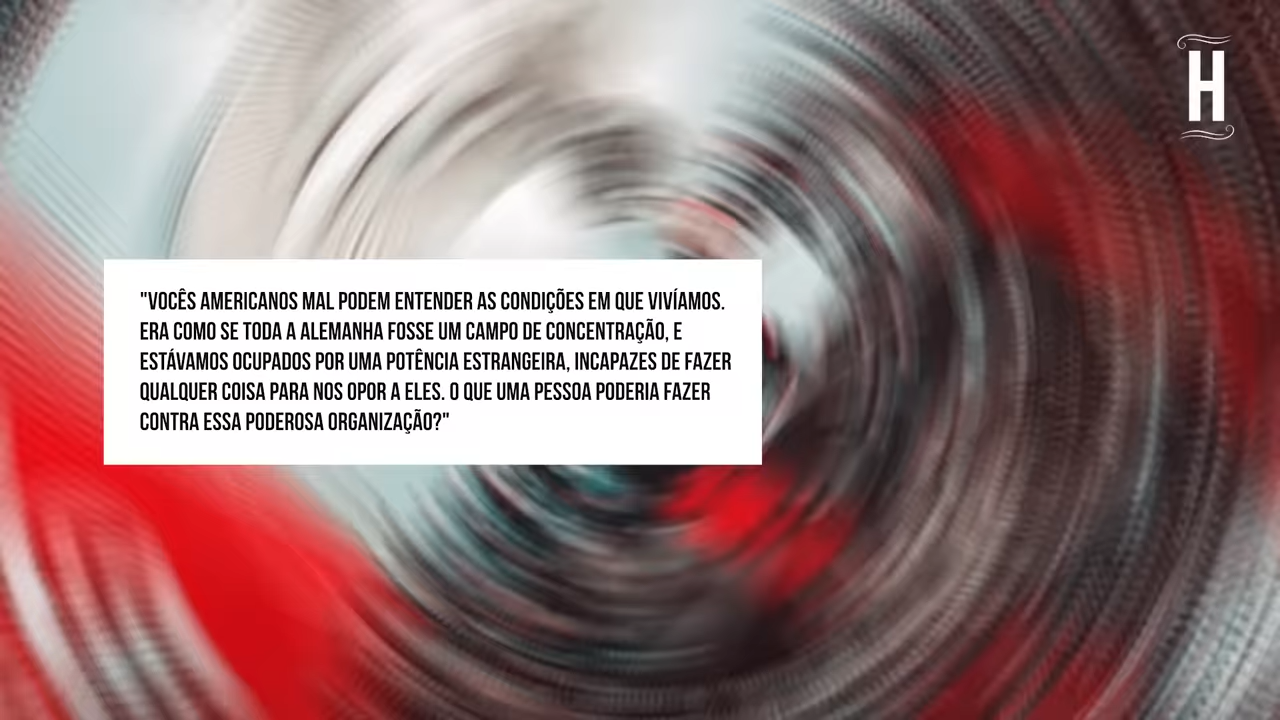 "VOCÊS AMERICANOS MAL PODEM ENTENDER AS CONDIÇÕES EM QUE VIVÍAMOS.
ERA COMO SE TODA A ALEMANHA FOSSE UM CAMPO DE CONCENTRAÇÃO, E
ESTÁVAMOS OCUPADOS POR UMA POTÊNCIA ESTRANGEIRA, INCAPAZES DE FAZER
QUALQUER COISA PARA NOS OPOR A ELES. O QUE UMA PESSOA PODERIA FAZER
CONTRA ESSA PODEROSA ORGANIZAÇÃO?"
H